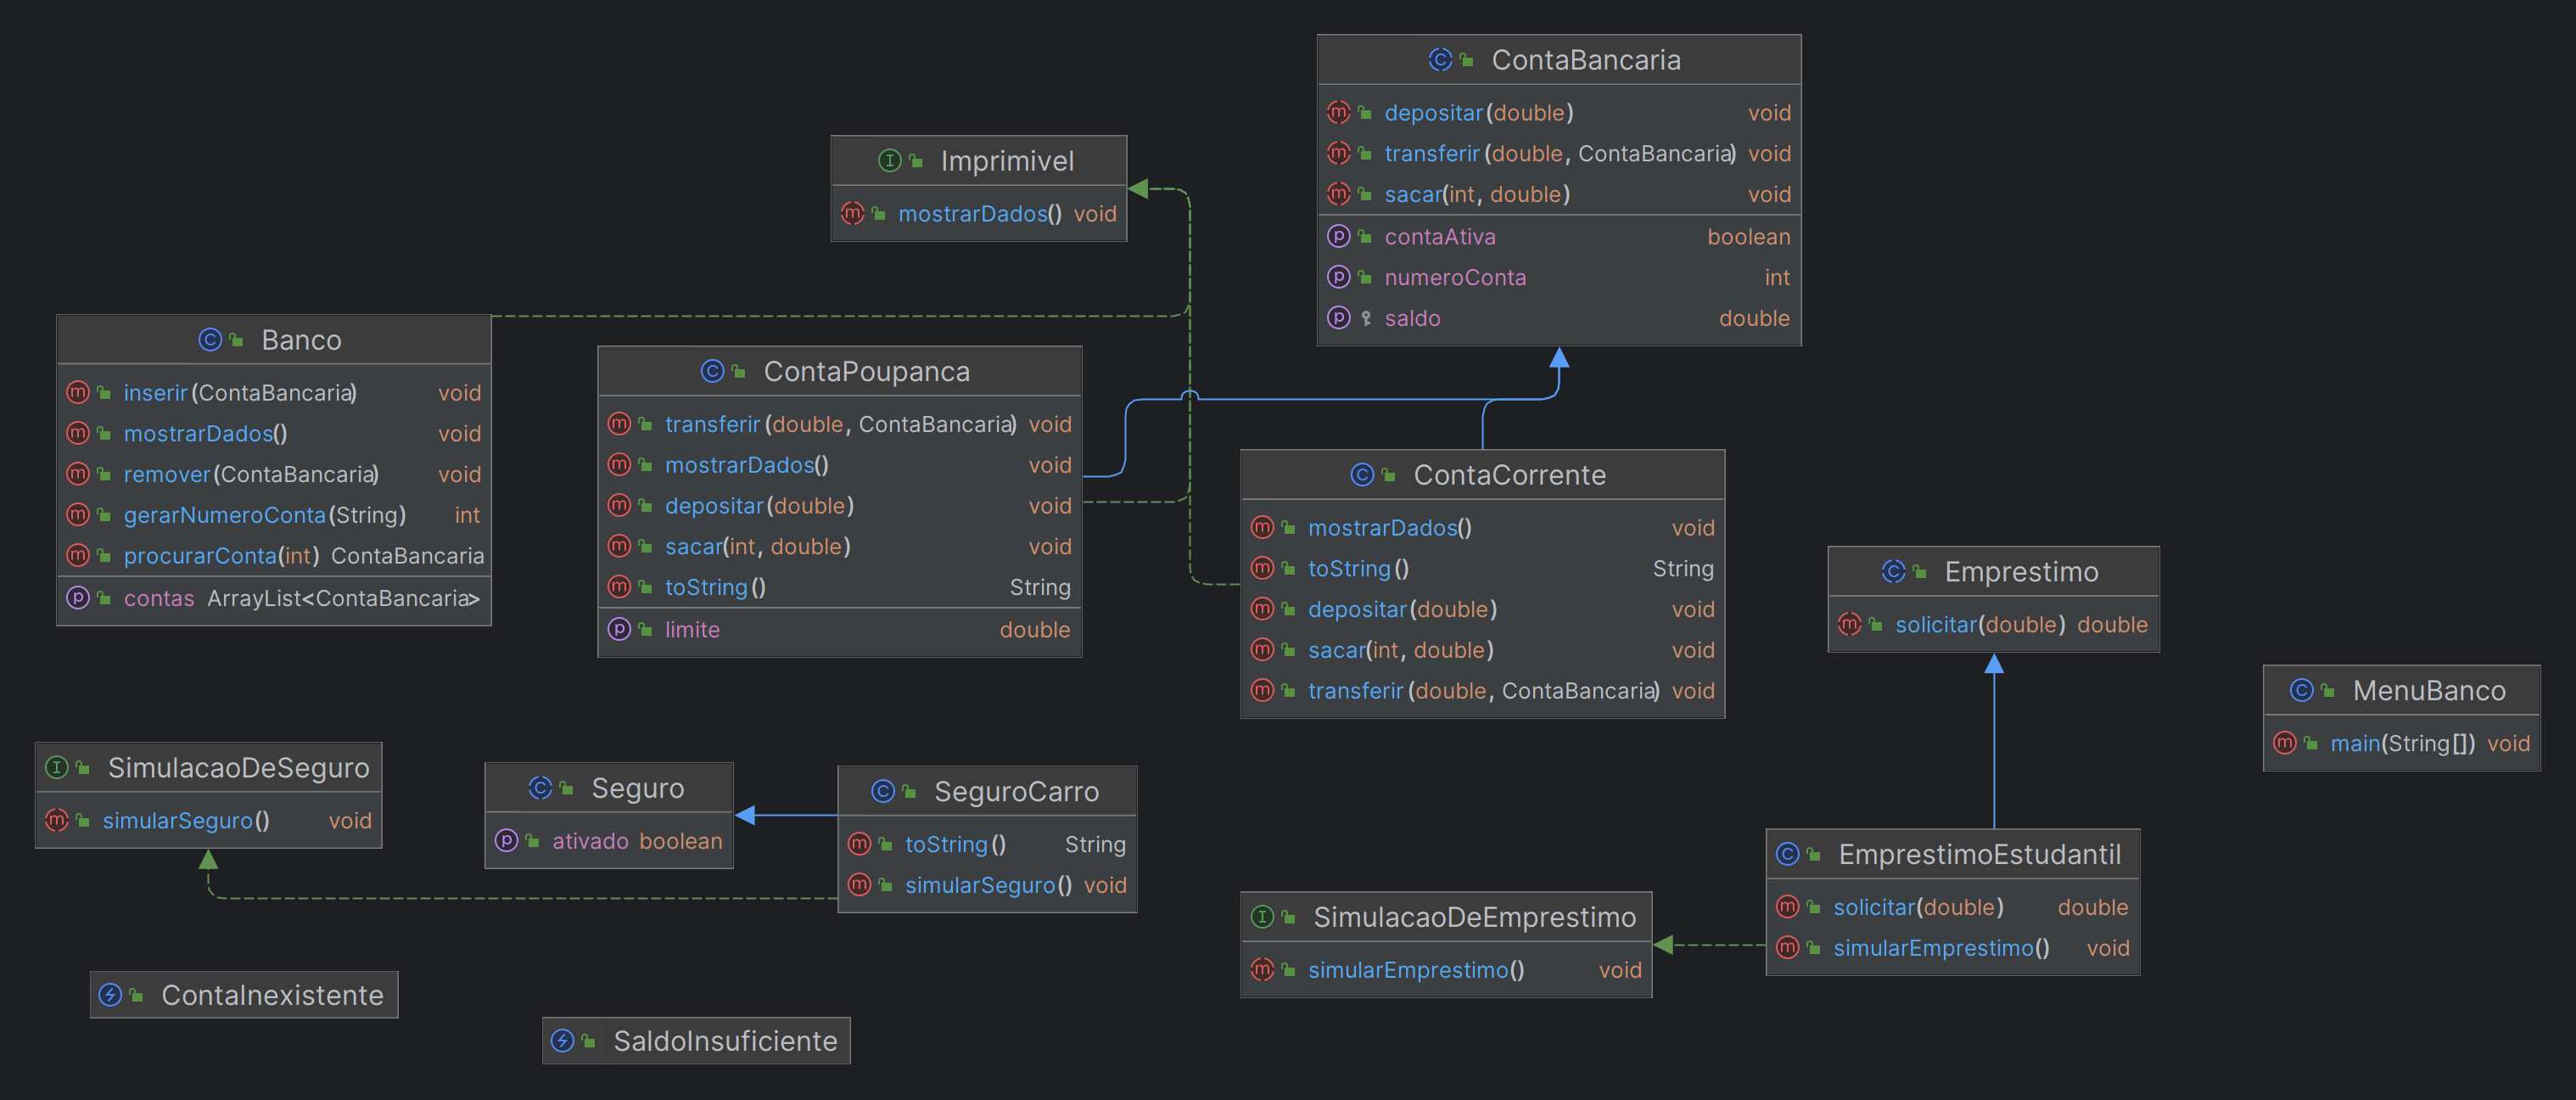 ContaBancaria
depositar(double) void
transferir(double, ContaBancaria) void
sacar(int, double) void
contaAtiva boolean
numeroConta int
saldo double
Imprimivel
mostrarDados() void
Banco
inserir(ContaBancaria) void
mostrarDados() void
remover(ContaBancaria) void
gerarNumeroConta(String) int
procurarConta(int) ContaBancaria
contas ArrayList<ContaBancaria>
ContaPoupanca
transferir(double, ContaBancaria) void
mostrarDados() void
depositar(double) void
sacar(int, double) void
toString() String
limite double
ContaCorrente
mostrarDados() void
toString() String
depositar(double) void
sacar(int, double) void
transferir(double, ContaBancaria) void
Emprestimo
solicitar(double) double
MenuBanco
main(String[]) void
SimulacaoDeSeguro
simularSeguro() void
Seguro
ativado boolean
SeguroCarro
toString() String
simularSeguro() void
EmprestimoEstudantil
solicitar(double) double
simularEmprestimo() void
SimulacaoDeEmprestimo
simularEmprestimo() void
ContaInexistente
SaldoInsuficiente